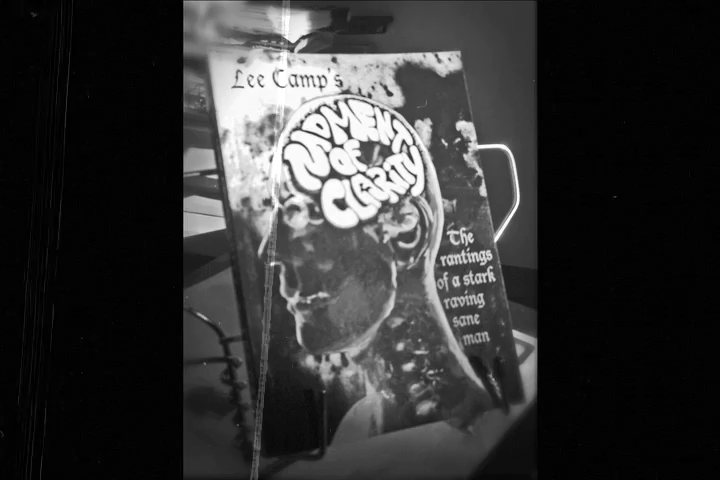 Lee Camp's
MOMENT
OF
CLARITY
The
rantings
of a stark
raving
sane
man